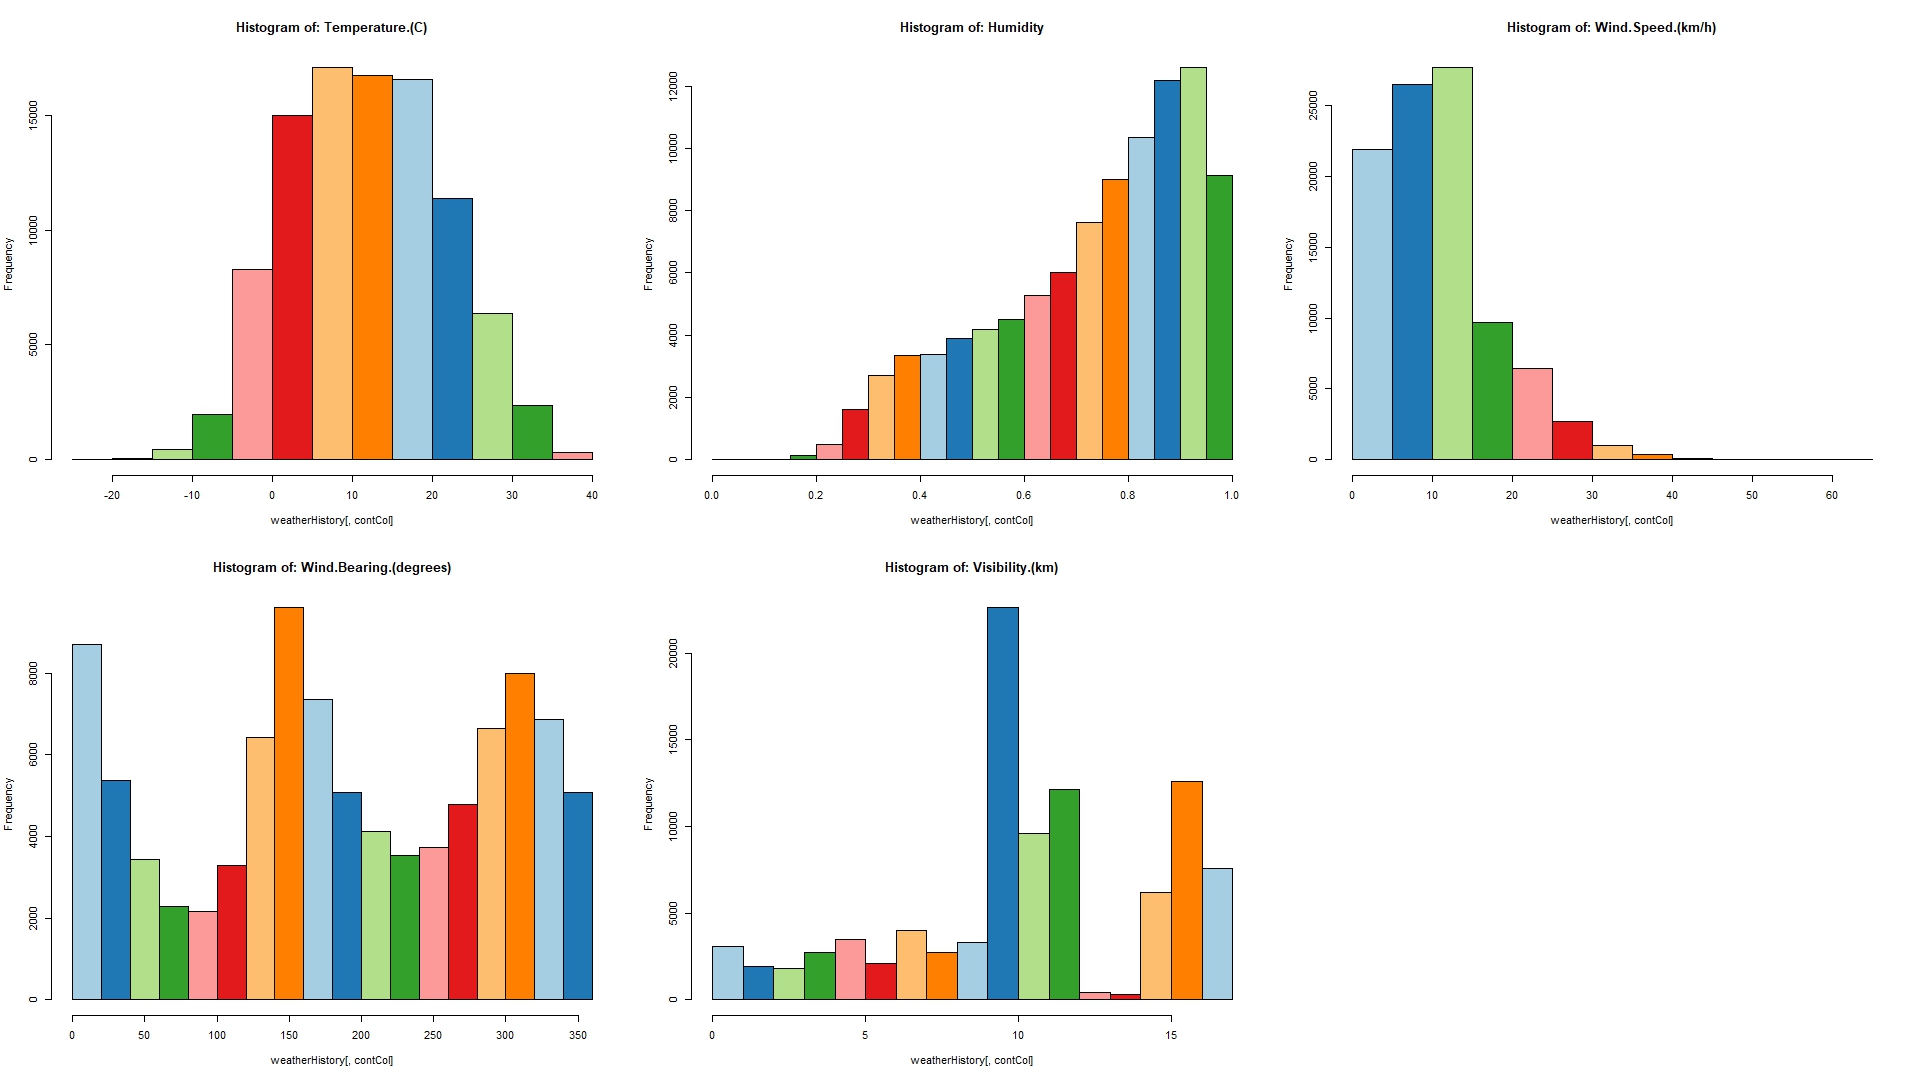 Histogram of: Temperature.(C)
Frequency
0 5000 10000 15000
-20 -10 0 10 20 30 40
weatherHistory[, contCol]
Histogram of: Humidity
Frequency
0 2000 4000 6000 8000 10000 12000
0.0 0.2 0.4 0.6 0.8 1.0
weatherHistory[, contCol]
Histogram of: Wind.Speed.(km/h)
Frequency
0 5000 10000 15000 20000 25000
0 10 20 30 40 50 60
weatherHistory[, contCol]
Histogram of: Wind.Bearing.(degrees)
Frequency
0 2000 4000 6000 8000
0 50 100 150 200 250 300 350
weatherHistory[, contCol]
Histogram of: Visibility.(km)
Frequency
0 5000 10000 15000 20000
0 5 10 15
weatherHistory[, contCol]